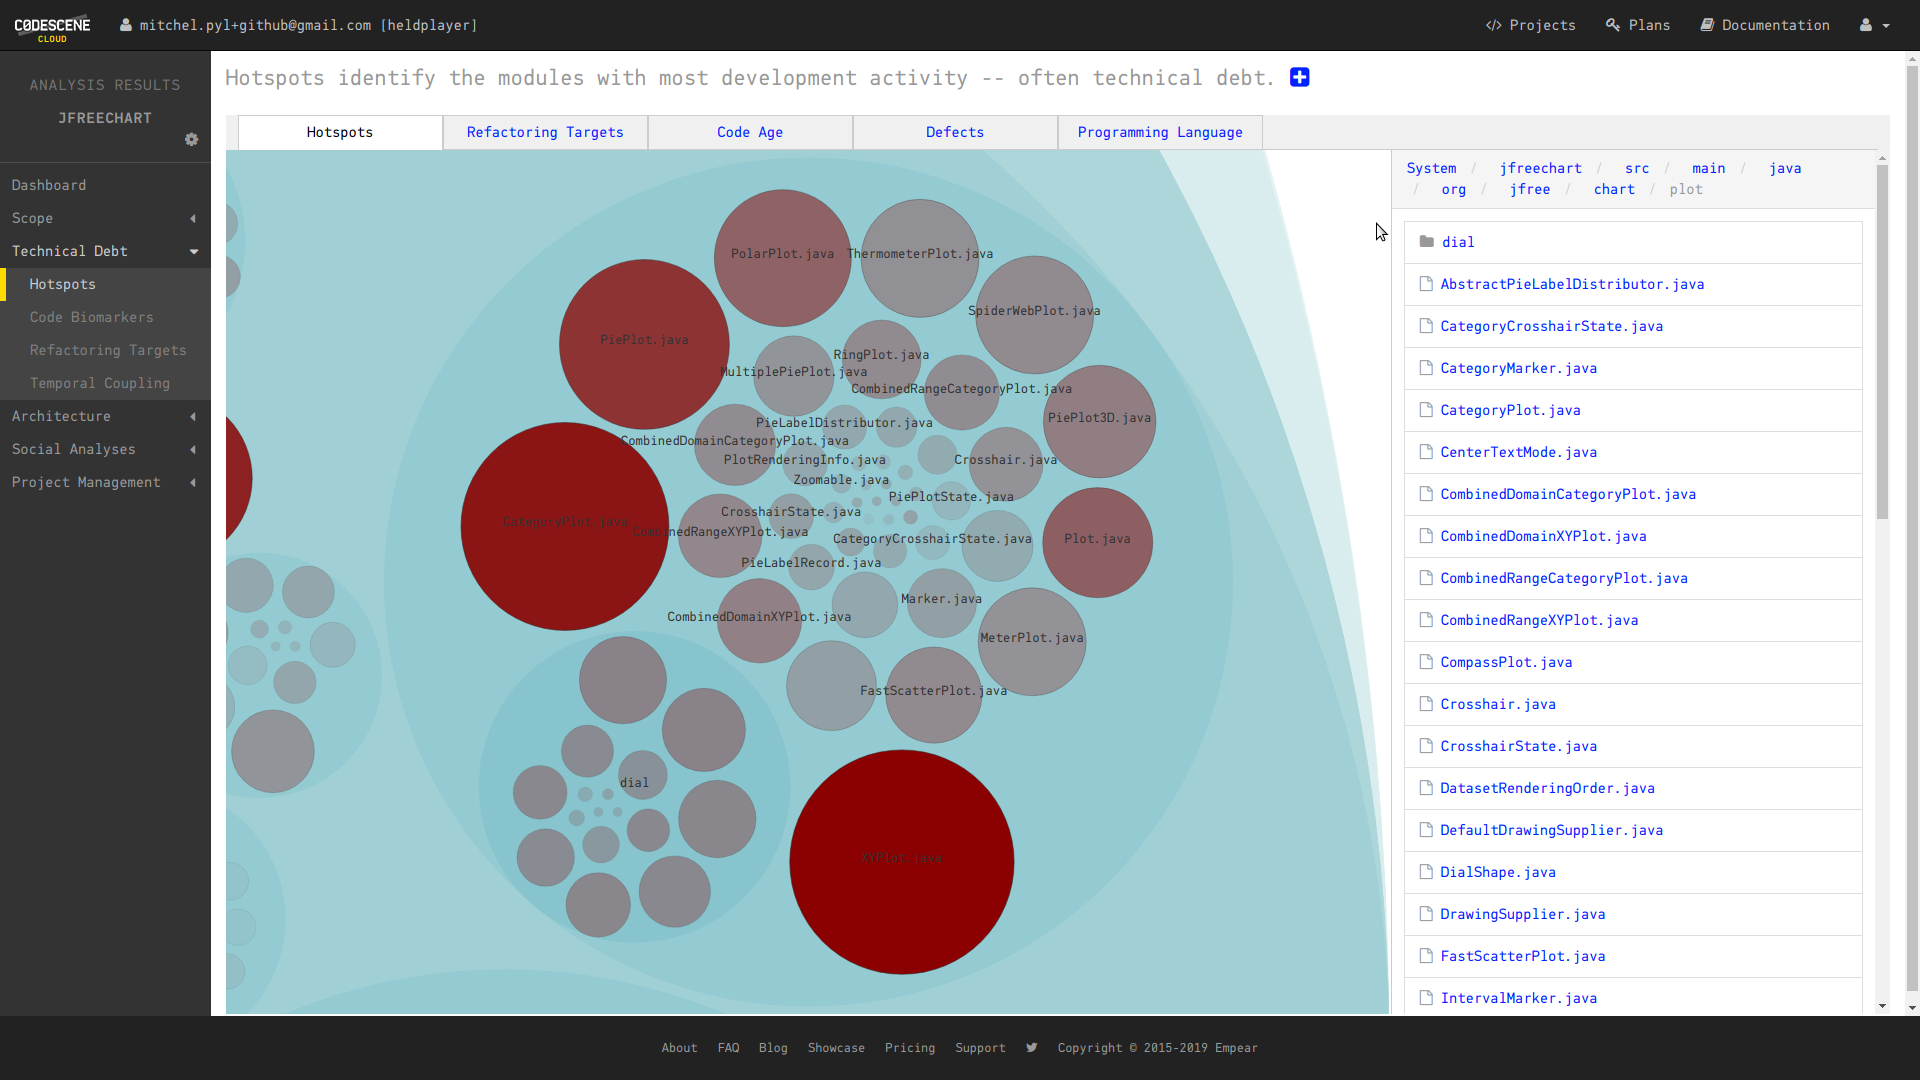 CØDESCENE
CLOUD
mitchel.pyl+github@gmail.com [heldplayer]
Projects
Plans
Documentation
ANALYSIS RESULTS
JFREECHART
Dashboard
Scope
Technical Debt
Hotspots
Code Biomarkers
Refactoring Targets
Temporal Coupling
Architecture
Social Analyses
Project Management
Hotspots identify the modules with most development activity -- often technical debt.
Hotspots
Refactoring Targets
Code Age
Defects
Programming Language
PolarPlot.java
ThermometerPlot.java
SpiderWebPlot.java
PiePlot.java
RingPlot.java
MultiplePiePlot.java
CombinedRangeCategoryPlot.java
PiePlot3D.java
PieLabelDistributor.java
CombinedDomainCategoryPlot.java
PlotRenderingInfo.java
Crosshair.java
Zoomable.java
PiePlotState.java
CrosshairState.java
CategoryPlot.java
CombinedRangeXYPlot.java
CategoryCrosshairState.java
Plot.java
PieLabelRecord.java
Marker.java
CombinedDomainXYPlot.java
MeterPlot.java
FastScatterPlot.java
dial
XYPlot.java
System / jfreechart / src / main / java
/ org / jfree / chart / plot
dial
AbstractPieLabelDistributor.java
CategoryCrosshairState.java
CategoryMarker.java
CategoryPlot.java
CenterTextMode.java
CombinedDomainCategoryPlot.java
CombinedDomainXYPlot.java
CombinedRangeCategoryPlot.java
CombinedRangeXYPlot.java
CompassPlot.java
Crosshair.java
CrosshairState.java
DatasetRenderingOrder.java
DefaultDrawingSupplier.java
DialShape.java
DrawingSupplier.java
FastScatterPlot.java
IntervalMarker.java
About FAQ Blog Showcase Pricing Support Copyright © 2015-2019 Empear